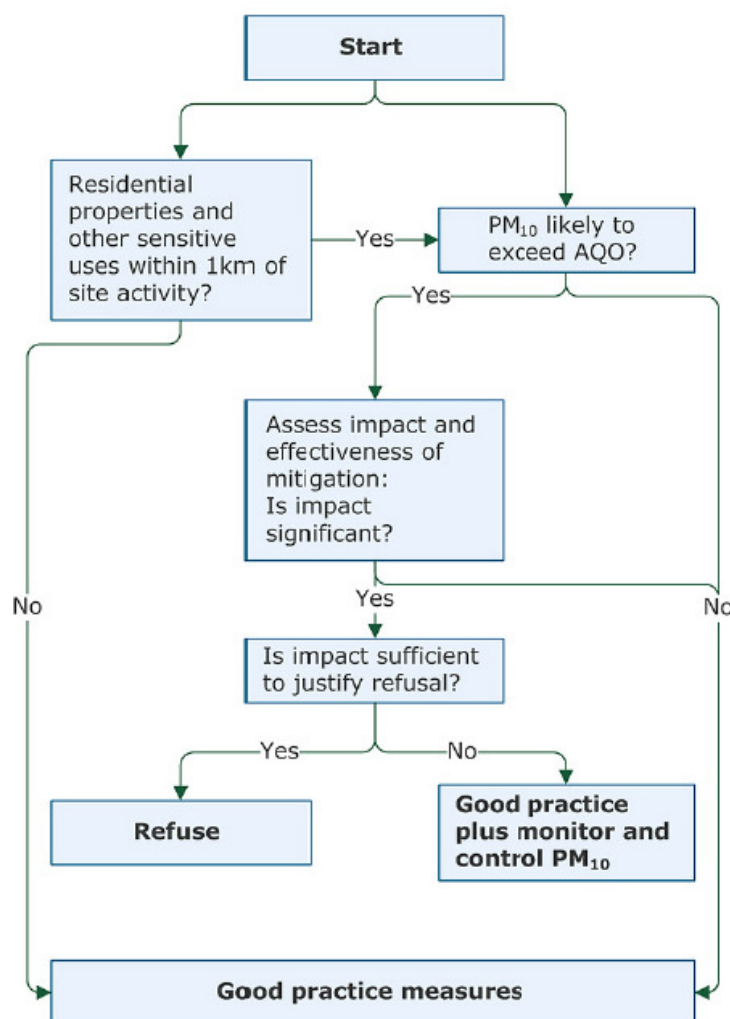 Start
Residential
properties and
other sensitive
uses within 1km of
site activity?
Yes
PM₁₀ likely to
exceed AQO?
Yes
Assess impact and
effectiveness of
mitigation:
Is impact
significant?
No
Yes
No
Is impact sufficient
to justify refusal?
Yes
No
Refuse
Good practice
plus monitor and
control PM₁₀
Good practice measures